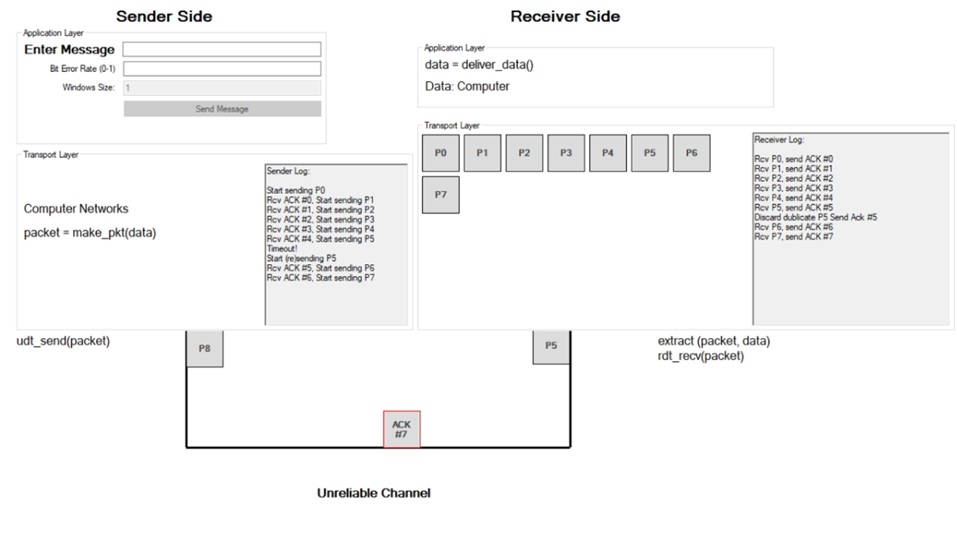 Sender Side
Application Layer
Enter Message
Bit Error Rate (0-1)
Windows Size:
1
Send Message
Transport Layer
Computer Networks
packet = make_pkt(data)
Sender Log:
Start sending P0
Rcv ACK #0, Start sending P1
Rcv ACK #1, Start sending P2
Rcv ACK #2, Start sending P3
Rcv ACK #3, Start sending P4
Rcv ACK #4, Start sending P5
Timeout!
Start (re)sending P5
Rcv ACK #5, Start sending P6
Rcv ACK #6, Start sending P7
Receiver Side
Application Layer
data = deliver_data()
Data: Computer
Transport Layer
P0 P1 P2 P3 P4 P5 P6
P7
Receiver Log:
Rcv P0, send ACK #0
Rcv P1, send ACK #1
Rcv P2, send ACK #2
Rcv P3, send ACK #3
Rcv P4, send ACK #4
Rcv P5, send ACK #5
Discard dublicate P5 Send Ack #5
Rcv P6, send ACK #6
Rcv P7, send ACK #7
udt_send(packet)
P8
P5
extract (packet, data)
rdt_recv(packet)
ACK
#7
Unreliable Channel